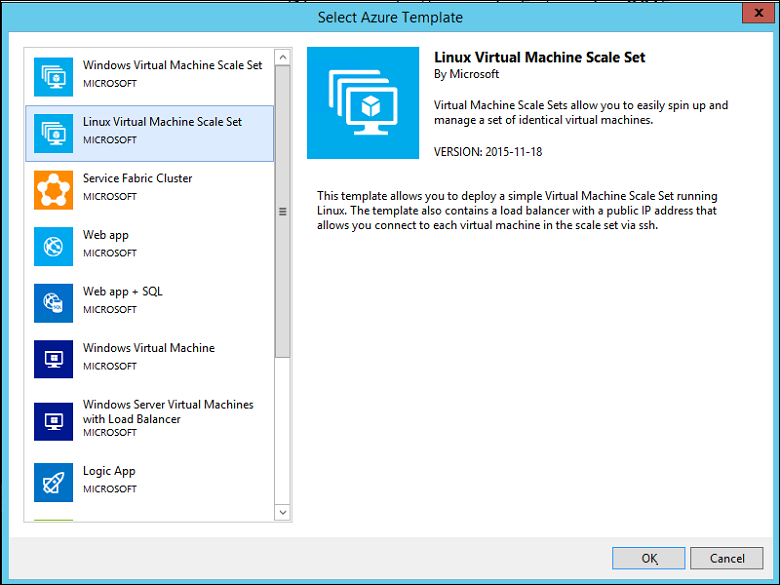 Select Azure Template
Windows Virtual Machine Scale Set
MICROSOFT
Linux Virtual Machine Scale Set
MICROSOFT
Service Fabric Cluster
MICROSOFT
Web app
MICROSOFT
Web app + SQL
MICROSOFT
Windows Virtual Machine
MICROSOFT
Windows Server Virtual Machines
with Load Balancer
MICROSOFT
Logic App
MICROSOFT
Linux Virtual Machine Scale Set
By Microsoft
Virtual Machine Scale Sets allow you to easily spin up and
manage a set of identical virtual machines.
VERSION: 2015-11-18
This template allows you to deploy a simple Virtual Machine Scale Set running
Linux. The template also contains a load balancer with a public IP address that
allows you connect to each virtual machine in the scale set via ssh.
OK
Cancel